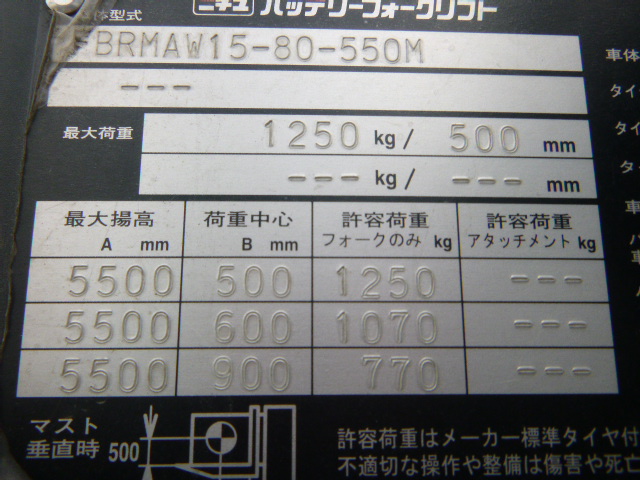 ニチユ バッテリーフォークリフト
体型式
FBRMAW15-80-550M
車体
---
タイ
最大荷重 1250 kg/ 500 mm
タイ
--- kg/ --- mm
最大揚高 荷重中心 許容荷重 許容荷重
A mm B mm フォークのみ kg アタッチメント kg
5500 500 1250 ---
5500 600 1070 ---
5500 900 770 ---
マスト
垂直時 500
許容荷重はメーカー標準タイヤ付
不適切な操作や整備は傷害や死亡